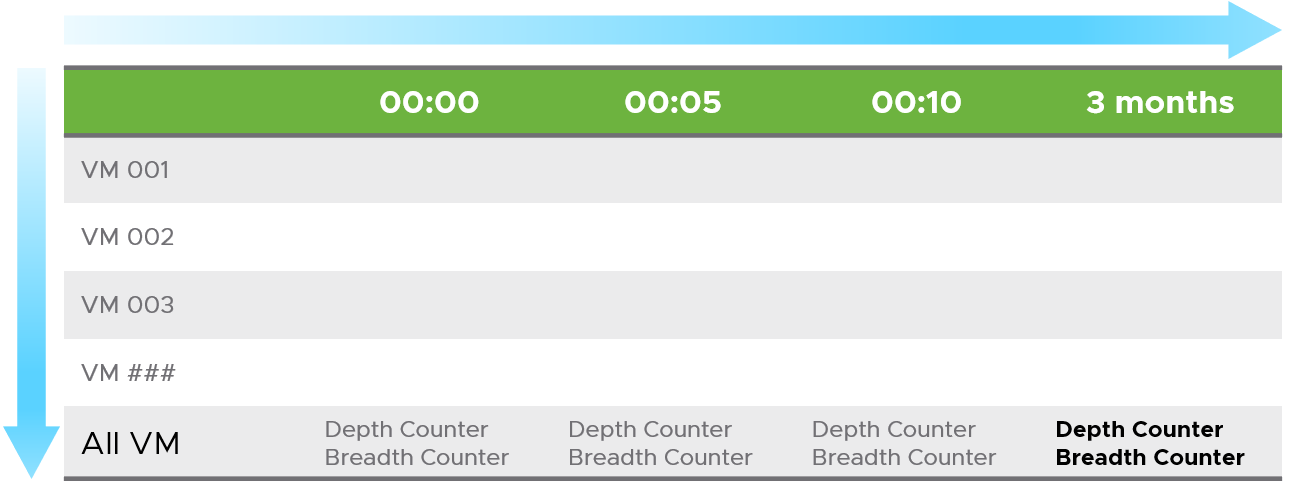 00:00 00:05 00:10 3 months
VM 001
VM 002
VM 003
VM ###
All VM
Depth Counter Depth Counter Depth Counter Depth Counter
Breadth Counter Breadth Counter Breadth Counter Breadth Counter